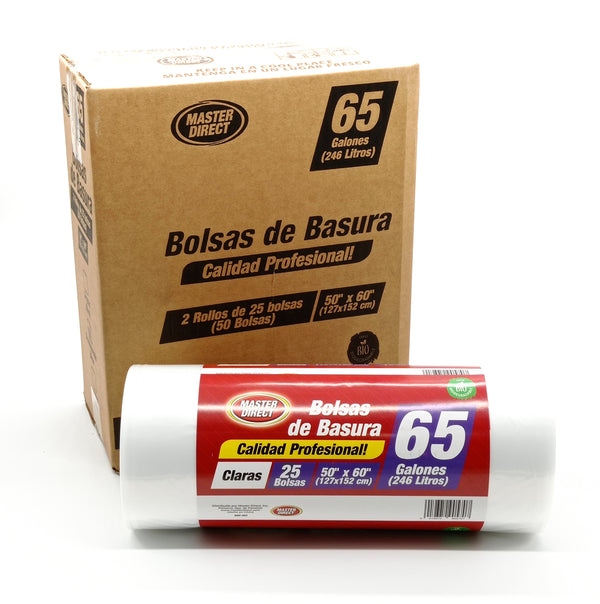 KEEP IN A COOL PLACE
MANTENGA EN UN LUGAR FRESCO
MASTER
DIRECT
65
Galones
(246 Litros)
Bolsas de Basura
Calidad Profesional!
2 Rollos de 25 bolsas
(50 Bolsas)
50" x 60"
(127x152 cm)
BIO
MASTER
DIRECT
Bolsas
de Basura
Calidad Profesional!
Claras
25
Bolsas
50" x 60"
(127x152 cm)
65
Galones
(246 Litros)
BIO
MASTER
DIRECT